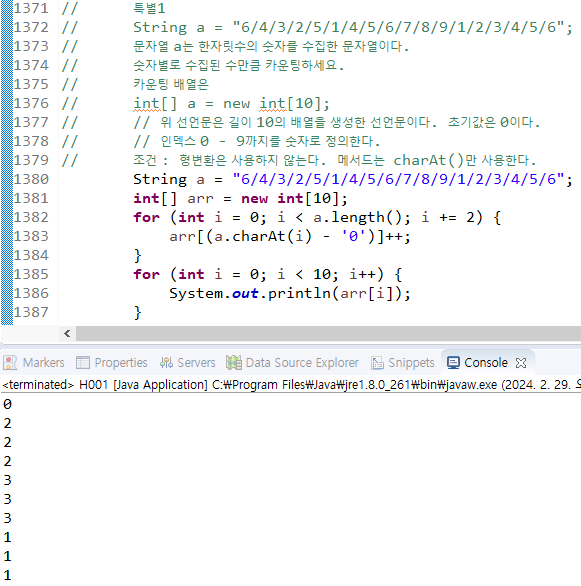 1371 //      특별1
1372 //      String a = "6/4/3/2/5/1/4/5/6/7/8/9/1/2/3/4/5/6";
1373 //      문자열 a는 한자릿수의 숫자를 수집한 문자열이다.
1374 //      숫자별로 수집된 수만큼 카운팅하세요.
1375 //      카운팅 배열은
1376 //      int[] a = new int[10];
1377 //      // 위 선언문은 길이 10의 배열을 생성한 선언문이다. 초기값은 0이다.
1378 //      // 인덱스 0 - 9까지를 숫자로 정의한다.
1379 //      조건 : 형변환은 사용하지 않는다. 메서드는 charAt()만 사용한다.
1380         String a = "6/4/3/2/5/1/4/5/6/7/8/9/1/2/3/4/5/6";
1381         int[] arr = new int[10];
1382         for (int i = 0; i < a.length(); i += 2) {
1383             arr[(a.charAt(i) - '0')]++;
1384         }
1385         for (int i = 0; i < 10; i++) {
1386             System.out.println(arr[i]);
1387         }
Markers Properties Servers Data Source Explorer Snippets Console
<terminated> H001 [Java Application] C:₩Program Files₩Java₩jre1.8.0_261₩bin₩javaw.exe (2024. 2. 29.
0
2
2
2
3
3
3
1
1
1